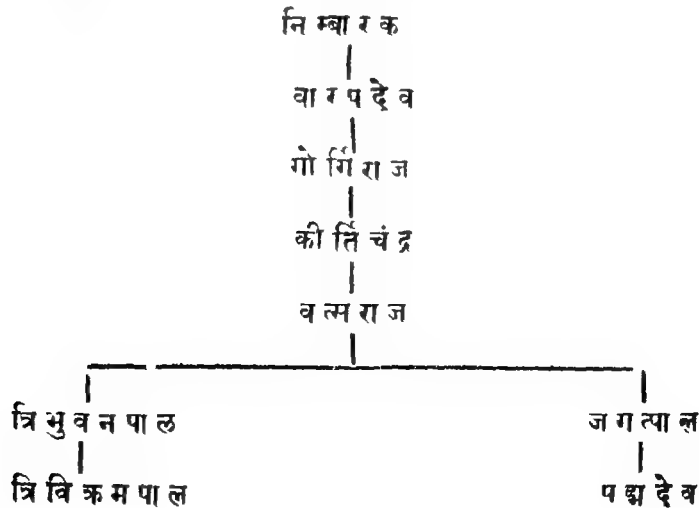 निम्बारक
वारपदेव
गोर्गिराज
कीर्तिचंद्र
वत्सराज
त्रिभुवनपाल जगत्पाल
त्रिविक्रमपाल पद्मदेव